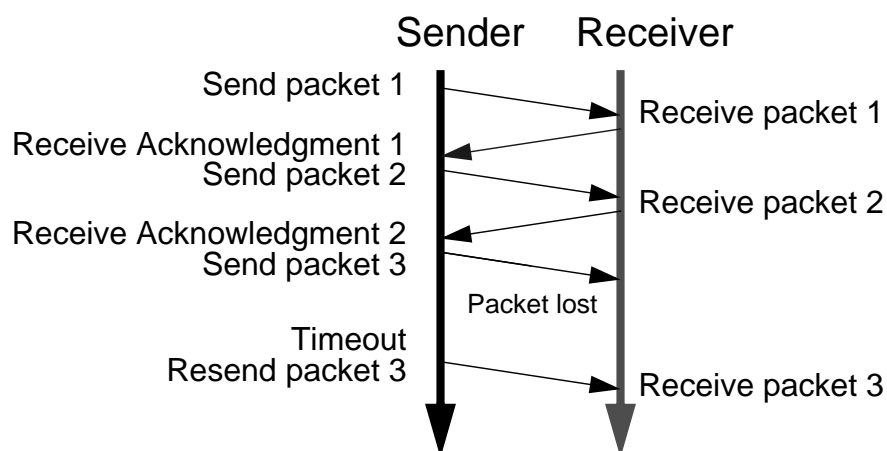 Sender
Receiver
Send packet 1
Receive packet 1
Receive Acknowledgment 1
Send packet 2
Receive packet 2
Receive Acknowledgment 2
Send packet 3
Packet lost
Timeout
Resend packet 3
Receive packet 3